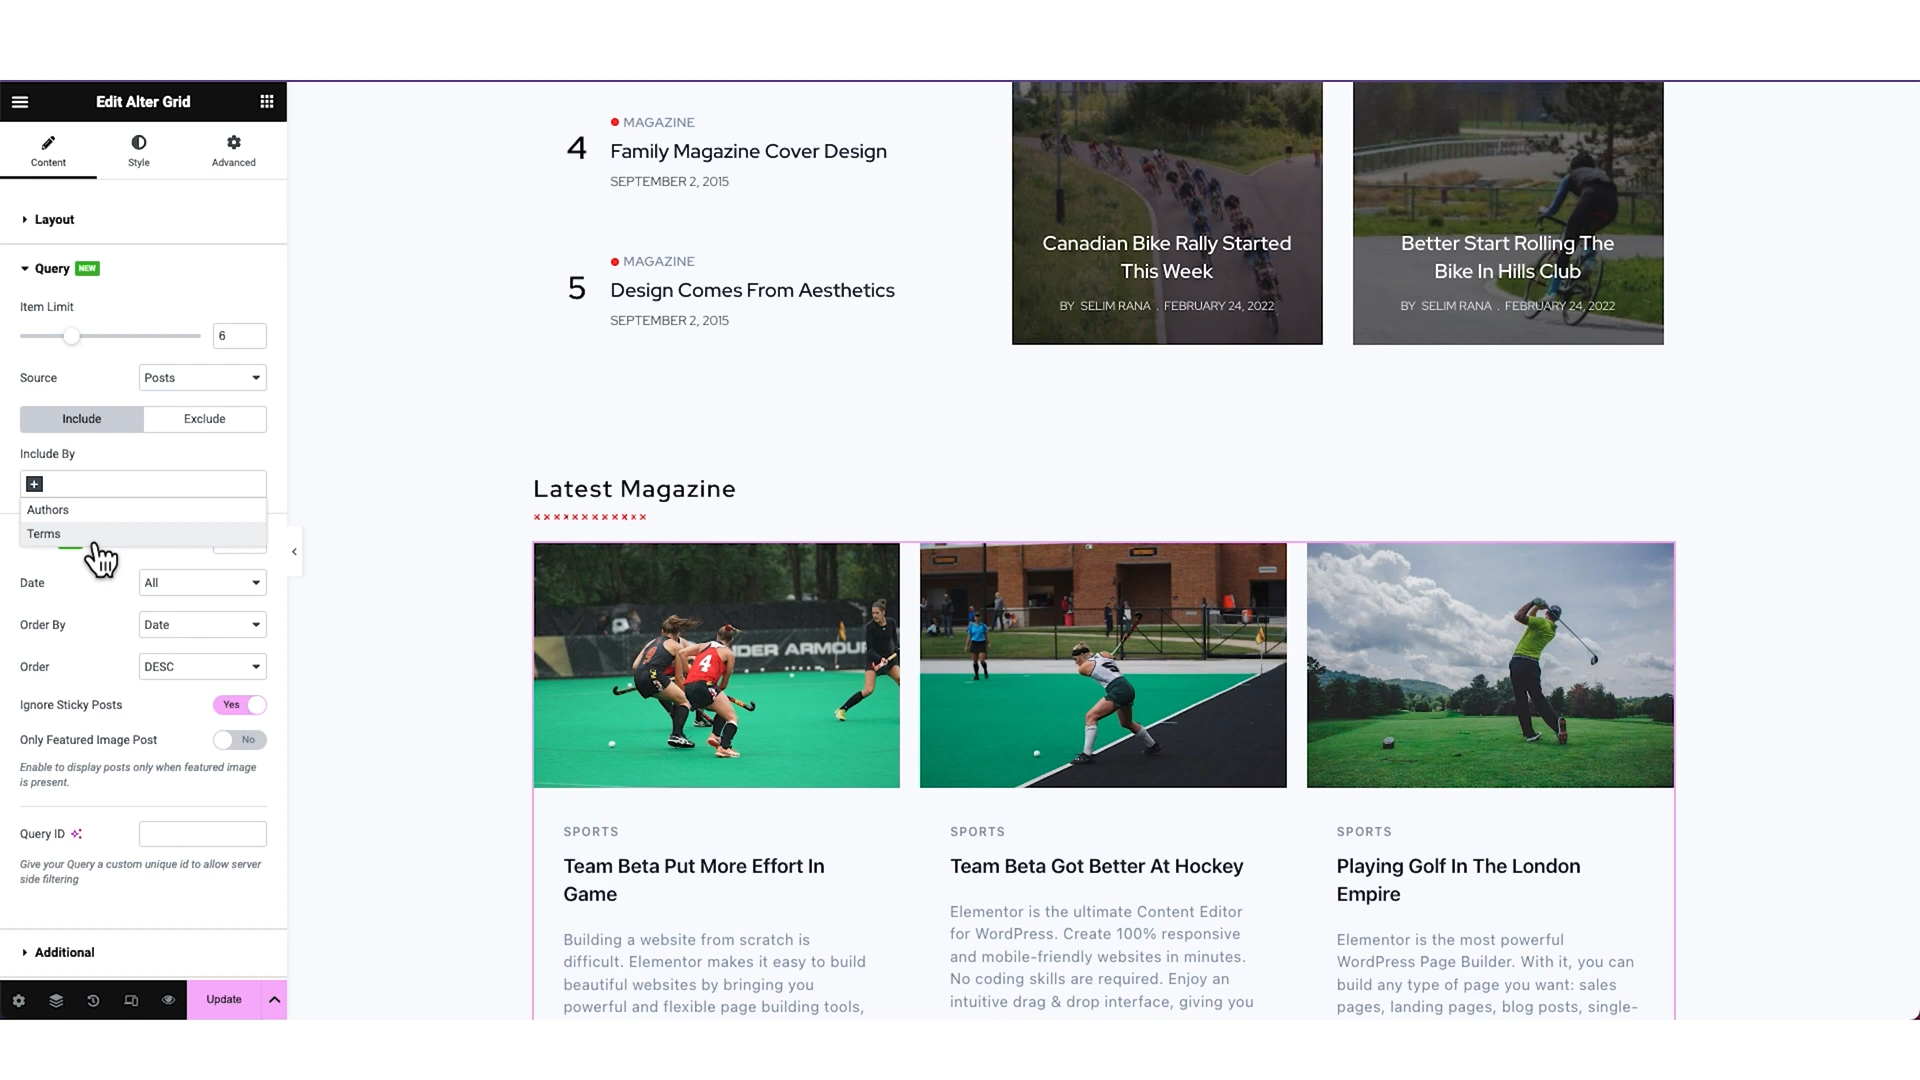 Edit Alter Grid
Content
Style
Advanced
Layout
Query NEW
Item Limit
6
Source
Posts
Include
Exclude
Include By
+
Authors
Terms
Date
All
Order By
Date
Order
DESC
Ignore Sticky Posts
Yes
Only Featured Image Post
No
Enable to display posts only when featured image
is present.
Query ID
Give your Query a custom unique id to allow server
side filtering
Additional
Update
4
MAGAZINE
Family Magazine Cover Design
SEPTEMBER 2, 2015
5
MAGAZINE
Design Comes From Aesthetics
SEPTEMBER 2, 2015
Canadian Bike Rally Started
This Week
BY SELIM RANA . FEBRUARY 24, 2022
Better Start Rolling The
Bike In Hills Club
BY SELIM RANA . FEBRUARY 24, 2022
Latest Magazine
NDER ARMOUR
4
SPORTS
Team Beta Put More Effort In
Game
Building a website from scratch is
difficult. Elementor makes it easy to build
beautiful websites by bringing you
powerful and flexible page building tools,
SPORTS
Team Beta Got Better At Hockey
Elementor is the ultimate Content Editor
for WordPress. Create 100% responsive
and mobile-friendly websites in minutes.
No coding skills are required. Enjoy an
intuitive drag & drop interface, giving you
SPORTS
Playing Golf In The London
Empire
Elementor is the most powerful
WordPress Page Builder. With it, you can
build any type of page you want: sales
pages, landing pages, blog posts, single-